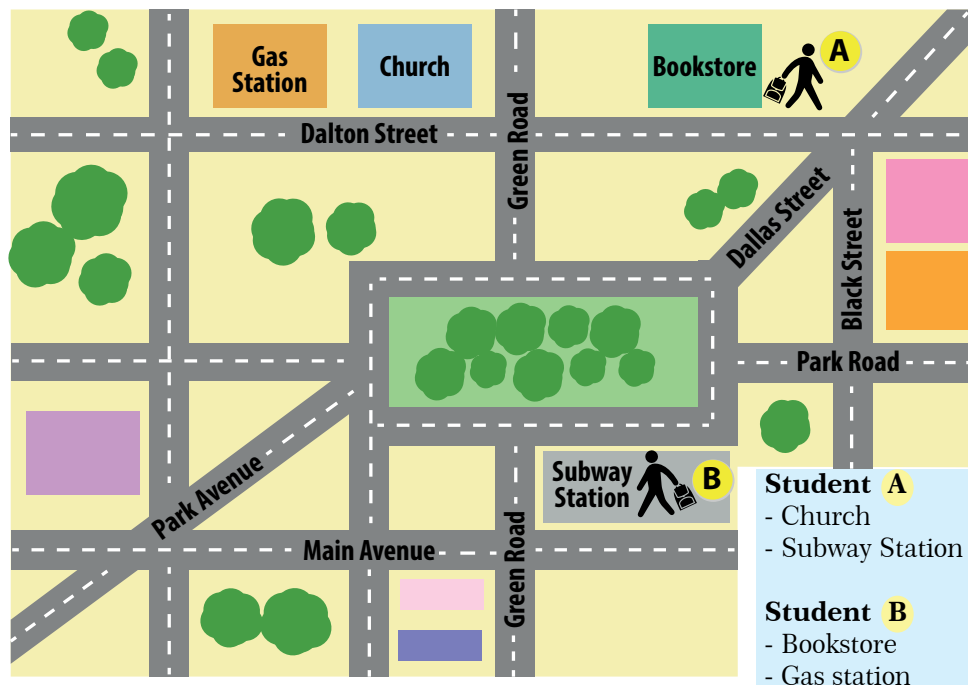 Gas
Station
Church
Bookstore
A
Dalton Street
Green Road
Dallas Street
Black Street
Park Road
Park Avenue
Subway
Station
B
Main Avenue
Green Road
Student A
- Church
- Subway Station
Student B
- Bookstore
- Gas station